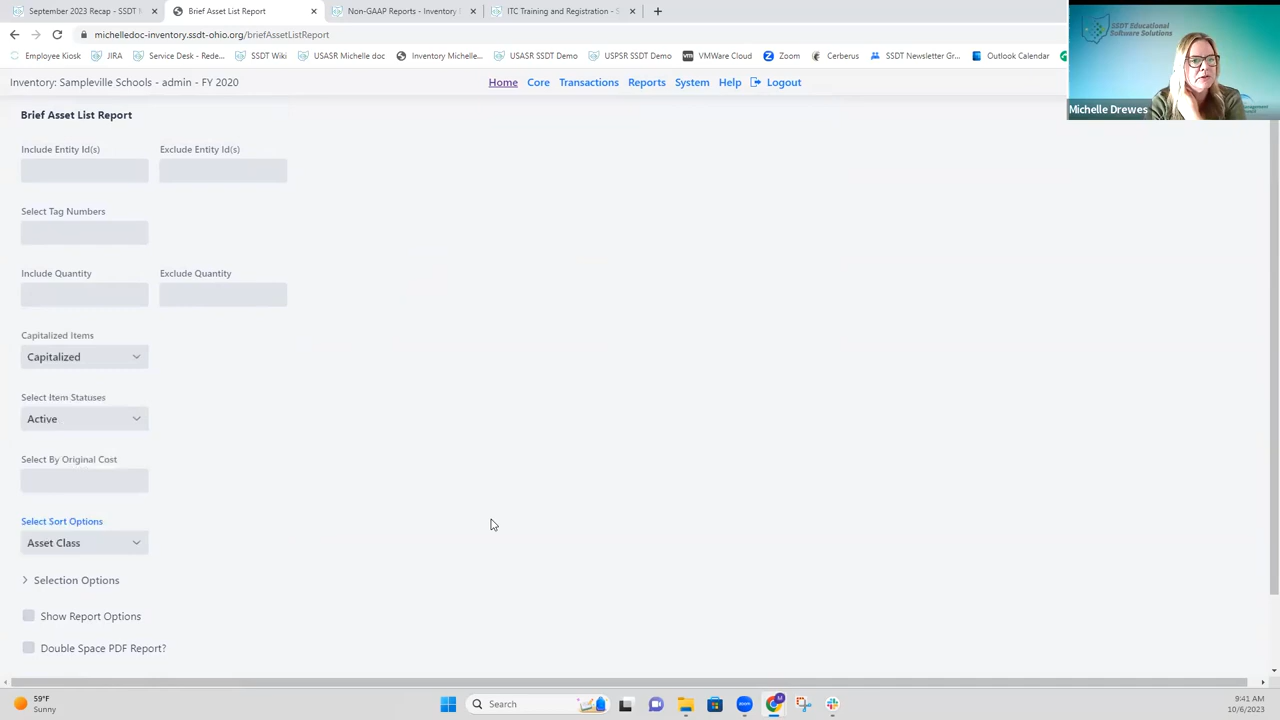 September 2023 Recap - SSDT M
Brief Asset List Report
Non-GAAP Reports - Inventory
ITC Training and Registration - S
michelledoc-inventory.ssdt-ohio.org/briefAssetListReport
Employee Kiosk
JIRA
Service Desk - Rede...
SSDT Wiki
USASR Michelle doc
Inventory Michelle...
USASR SSDT Demo
USPSR SSDT Demo
VMWare Cloud
Zoom
Cerberus
SSDT Newsletter Gr...
Outlook Calendar
SSDT Educational
Software Solutions
Michelle Drewes
Inventory: Sampleville Schools - admin - FY 2020
Home Core Transactions Reports System Help Logout
Brief Asset List Report
Include Entity Id(s) Exclude Entity Id(s)
Select Tag Numbers
Include Quantity Exclude Quantity
Capitalized Items
Capitalized
Select Item Statuses
Active
Select By Original Cost
Select Sort Options
Asset Class
Selection Options
Show Report Options
Double Space PDF Report?
59°F
Sunny
Search
zoom
9:41 AM
10/6/2023